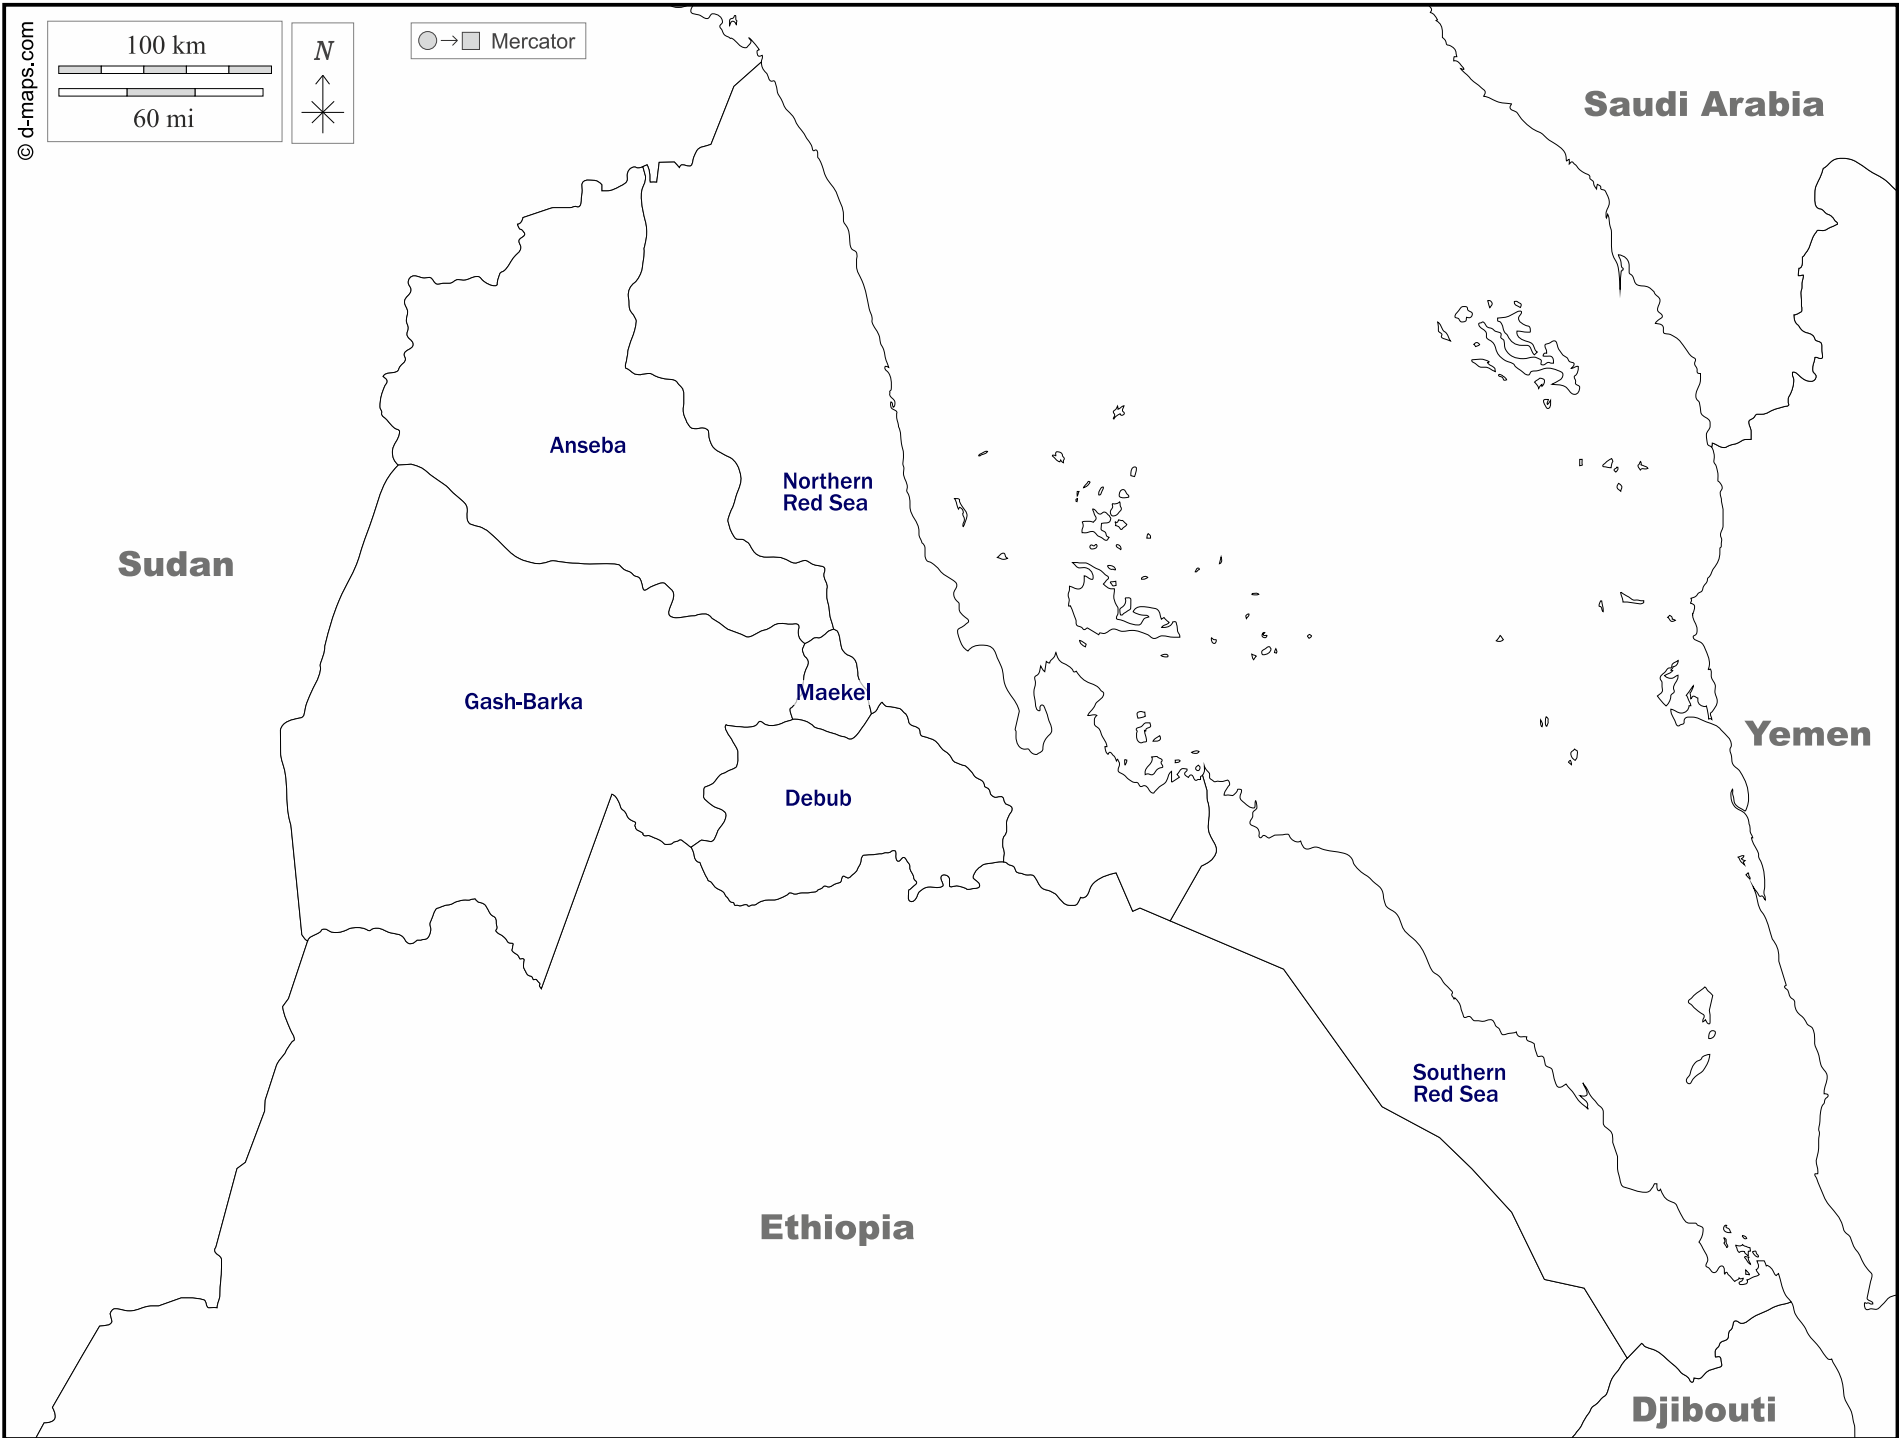 © d-maps.com
100 km
60 mi
N
Mercator
Saudi Arabia
Anseba
Northern
Red Sea
Sudan
Gash-Barka
Maekel
Yemen
Debub
Southern
Red Sea
Ethiopia
Djibouti